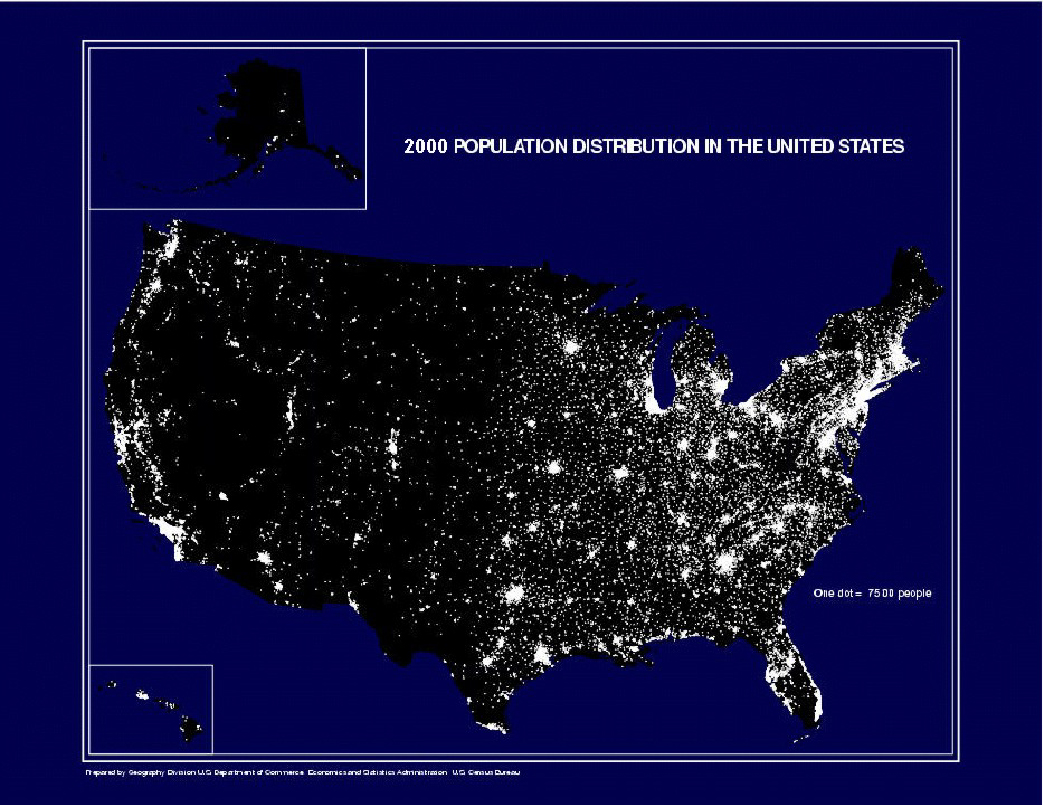 2000 POPULATION DISTRIBUTION IN THE UNITED STATES
One dot = 7500 people
Prepared by Geography Division U.S. Department of Commerce Economics and Statistics Administration U.S. Census Bureau